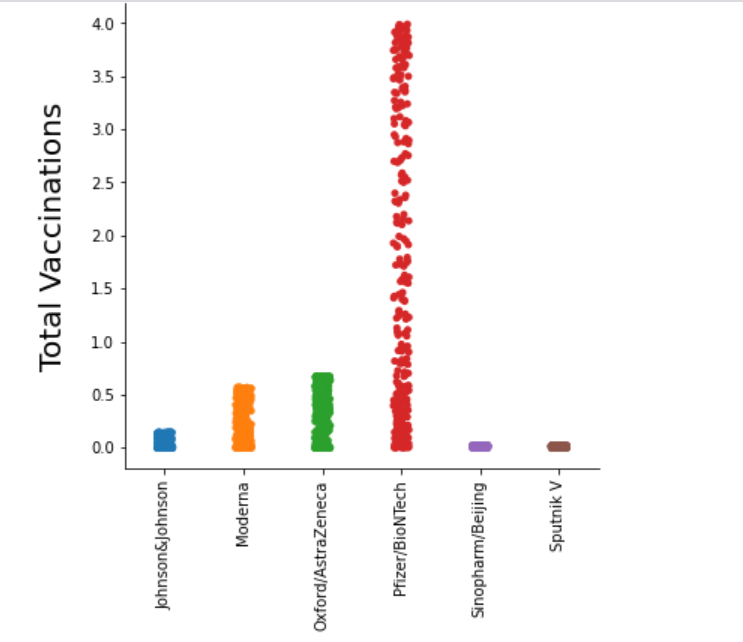 4.0
3.5
3.0
2.5
2.0
1.5
1.0
0.5
0.0
Total Vaccinations
Johnson&Johnson
Moderna
Oxford/AstraZeneca
Pfizer/BioNTech
Sinopharm/Beijing
Sputnik V